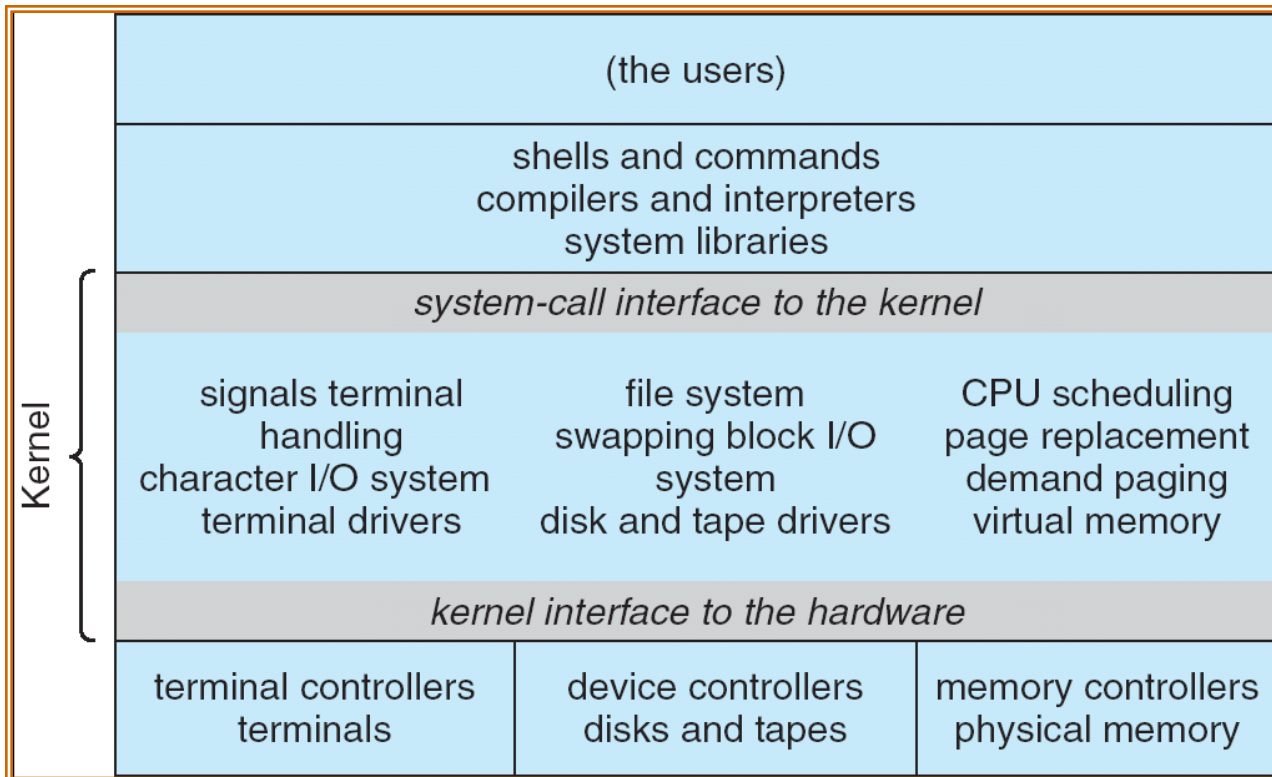 (the users)
shells and commands
compilers and interpreters
system libraries
Kernel
system-call interface to the kernel
signals terminal
handling
character I/O system
terminal drivers
file system
swapping block I/O
system
disk and tape drivers
CPU scheduling
page replacement
demand paging
virtual memory
kernel interface to the hardware
terminal controllers
terminals
device controllers
disks and tapes
memory controllers
physical memory